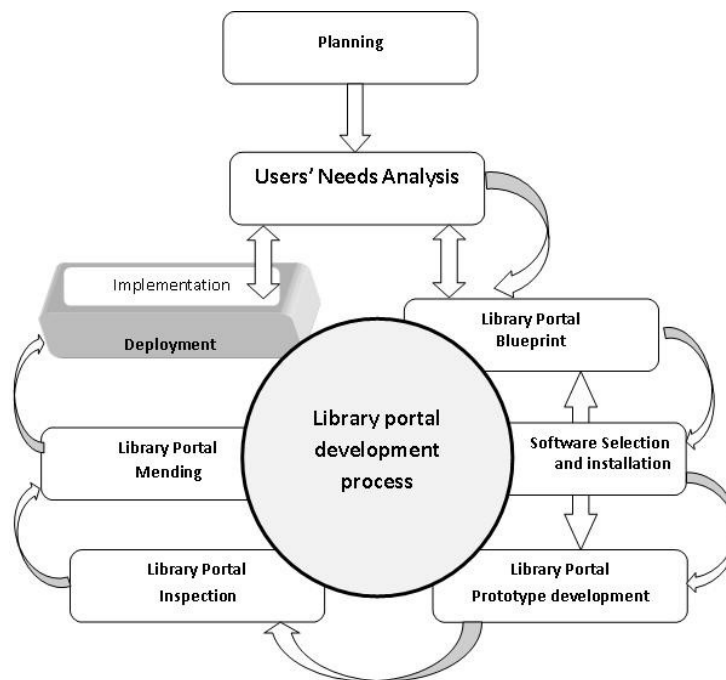 Planning
Users' Needs Analysis
Implementation
Deployment
Library Portal
Blueprint
Library portal
development
process
Library Portal
Mending
Software Selection
and installation
Library Portal
Inspection
Library Portal
Prototype development